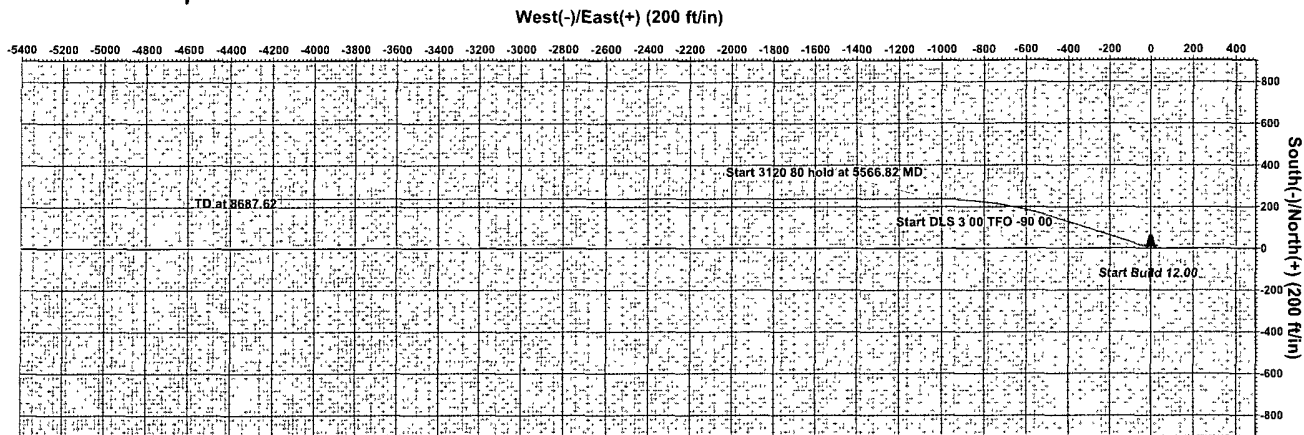 West(-)/East(+) (200 ft/in)
-5400 -5200 -5000 -4800 -4600 -4400 -4200 -4000 -3800 -3600 -3400 -3200 -3000 -2800 -2600 -2400 -2200 -2000 -1800 -1600 -1400 -1200 -1000 -800 -600 -400 -200 0 200 400
800
600
400
Start 3120 80 hold at 5566.82 MD
TD at 8687.62
200
Start DLS 3 00 TFO -90 00
0
Start Build 12.00
-200
-400
-600
-800
South(-)/North(+) (200 ft/in)